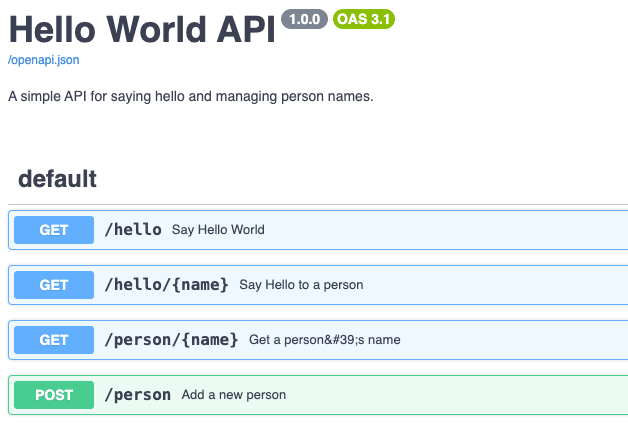 Hello World API 1.0.0 OAS 3.1
/openapi.json
A simple API for saying hello and managing person names.
default
GET /hello Say Hello World
GET /hello/{name} Say Hello to a person
GET /person/{name} Get a person&#39;s name
POST /person Add a new person